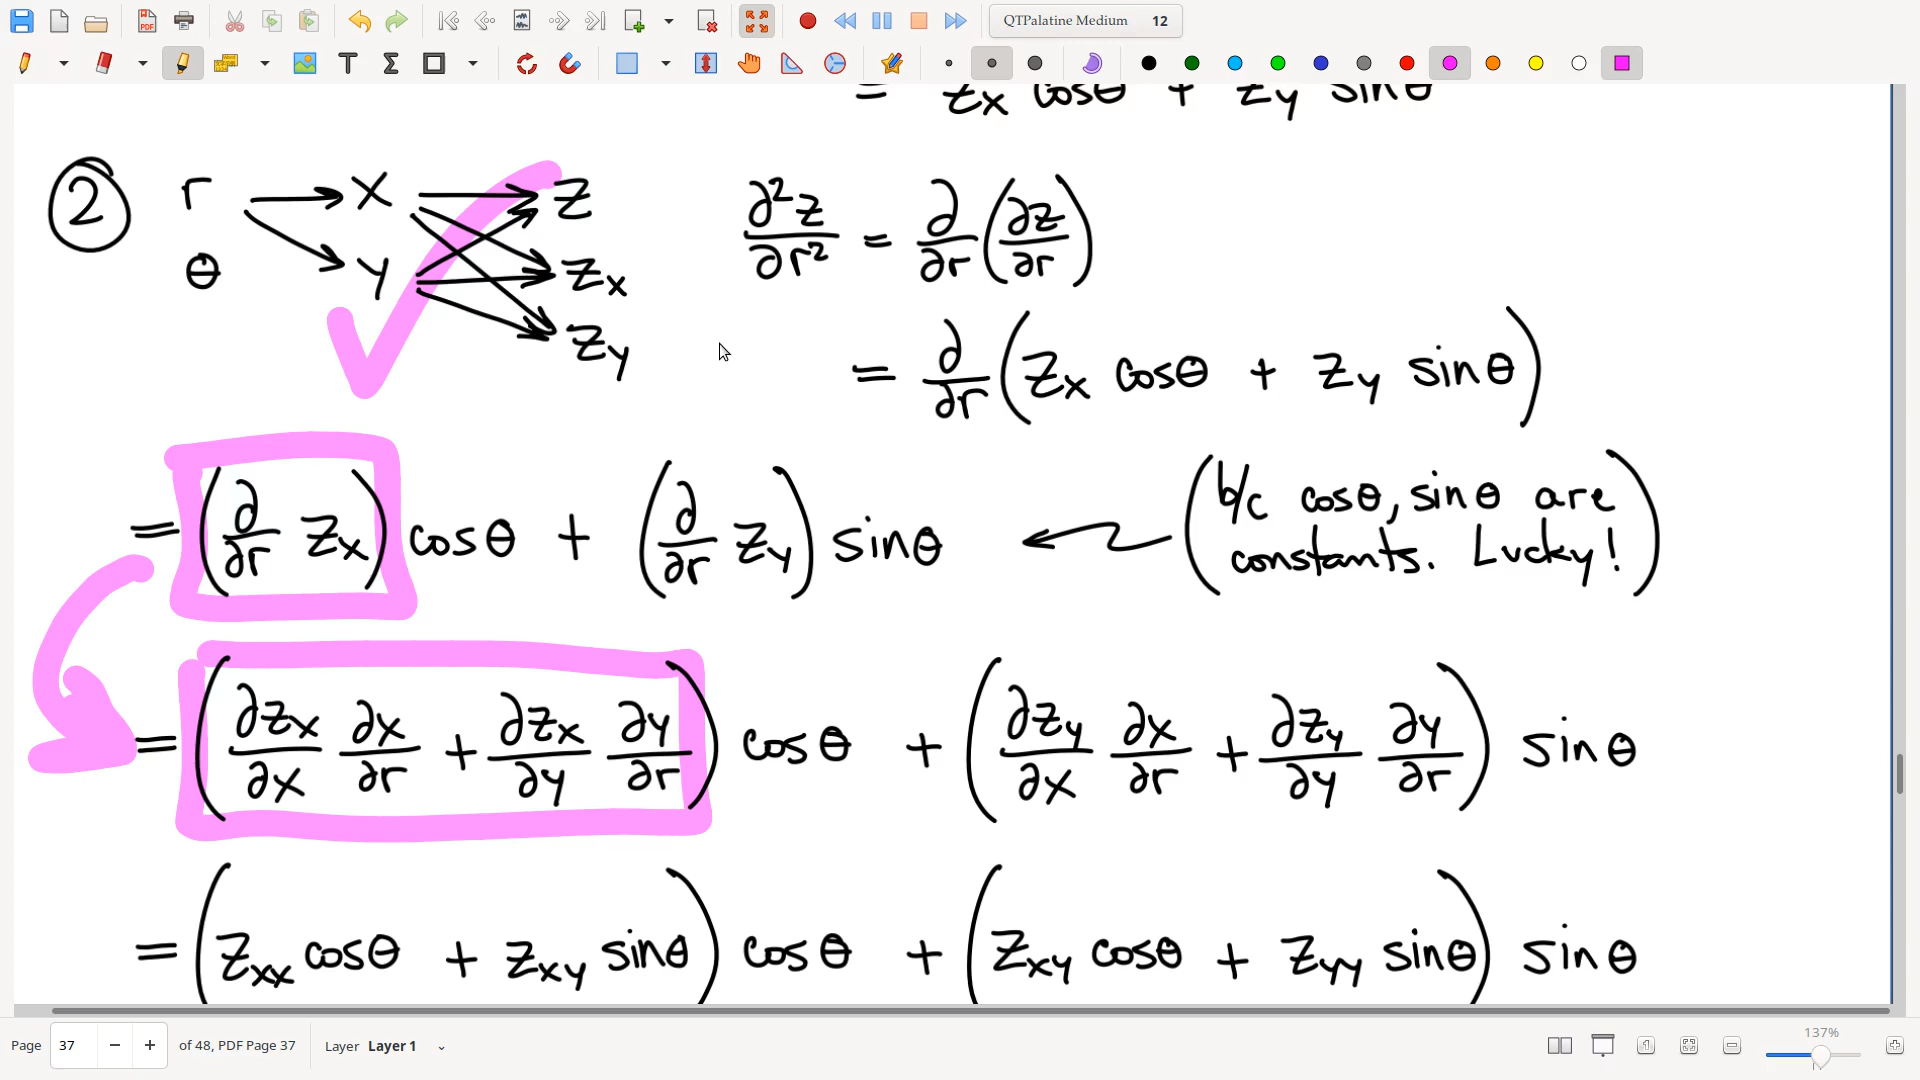 QTPalatine Medium 12
= Zx cosθ + Zy sinθ
② r x z
θ y zx
zy
∂²z/∂r² = ∂/∂r (∂z/∂r)
= ∂/∂r (Zx cosθ + Zy sinθ)
= (∂/∂r Zx) cosθ + (∂/∂r Zy) sinθ
(b/c cosθ, sinθ are
constants. Lucky!)
= (∂zx/∂x ∂x/∂r + ∂zx/∂y ∂y/∂r) cosθ + (∂zy/∂x ∂x/∂r + ∂zy/∂y ∂y/∂r) sinθ
= (Zxx cosθ + Zxy sinθ) cosθ + (Zxy cosθ + Zyy sinθ) sinθ
Page 37 of 48, PDF Page 37 Layer Layer 1 137%